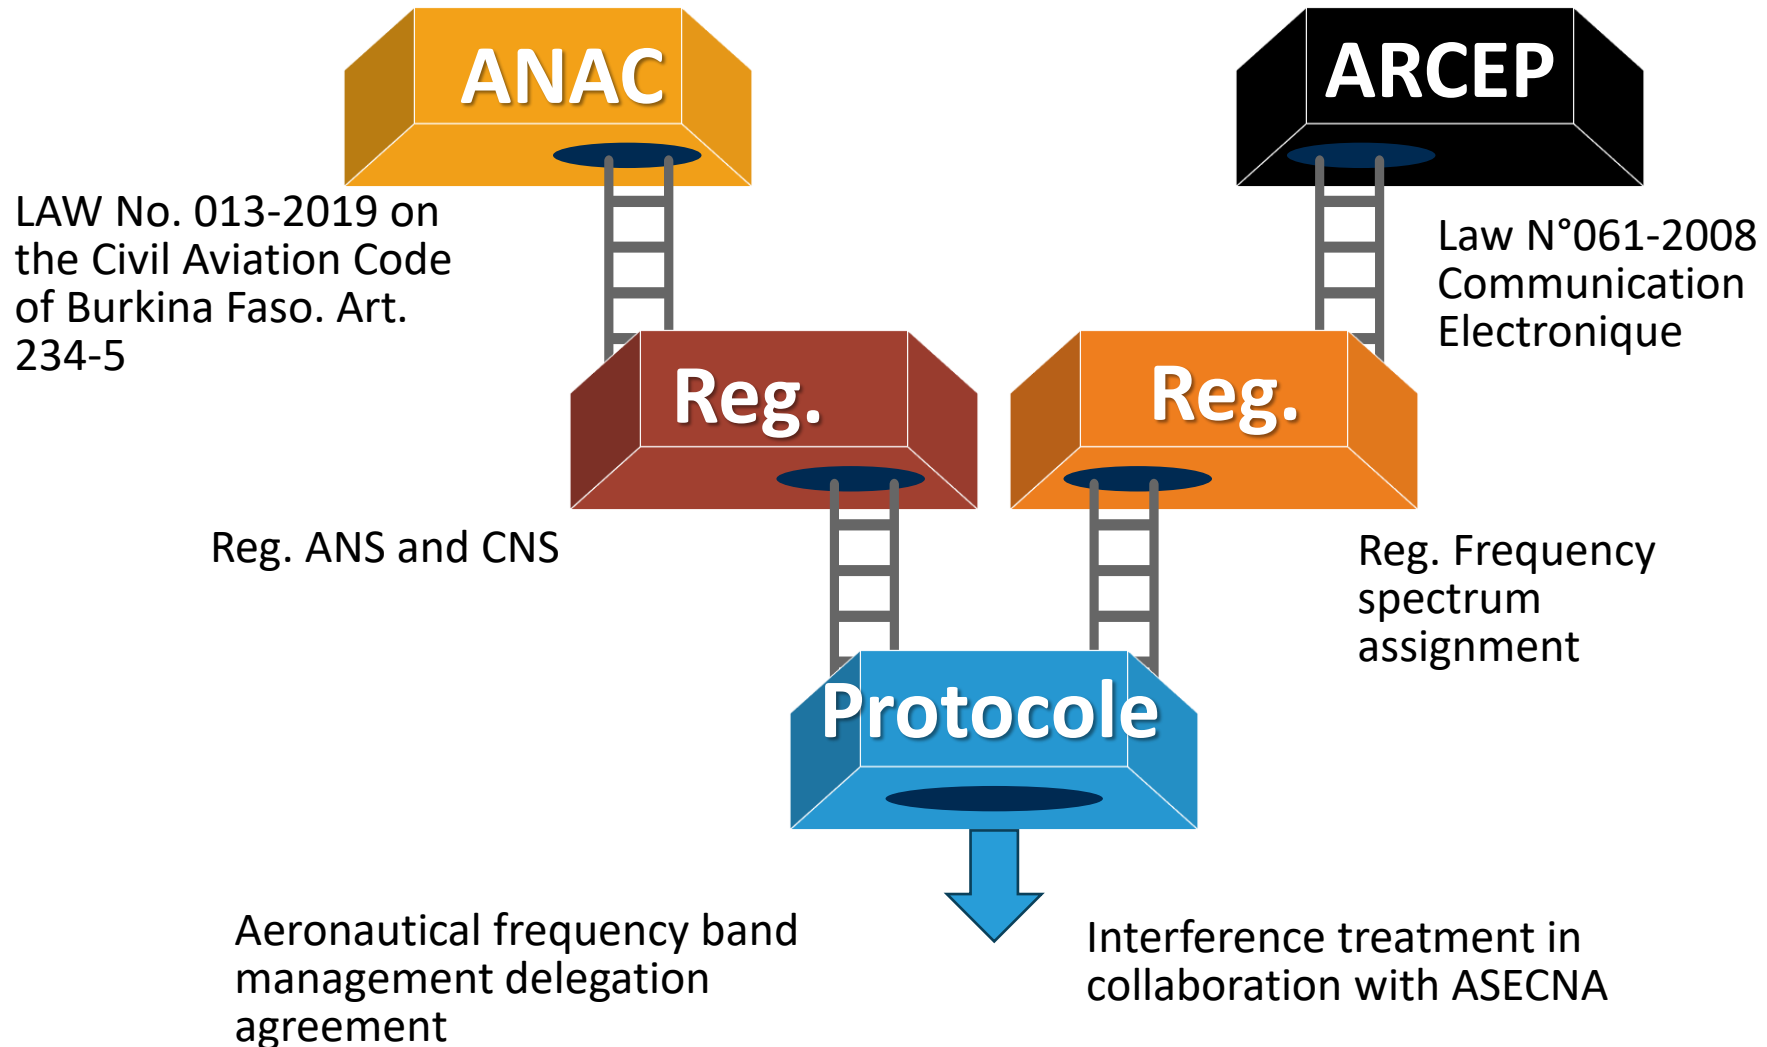 ANAC
ARCEP
LAW No. 013-2019 on
the Civil Aviation Code
of Burkina Faso. Art.
234-5
Law N°061-2008
Communication
Electronique
Reg.
Reg.
Reg. ANS and CNS
Reg. Frequency
spectrum
assignment
Protocole
Aeronautical frequency band
management delegation
agreement
Interference treatment in
collaboration with ASECNA